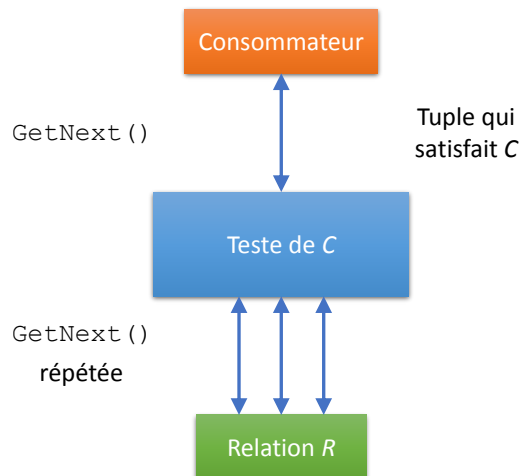 Consommateur
GetNext()
Tuple qui
satisfait C
Teste de C
GetNext()
répétée
Relation R